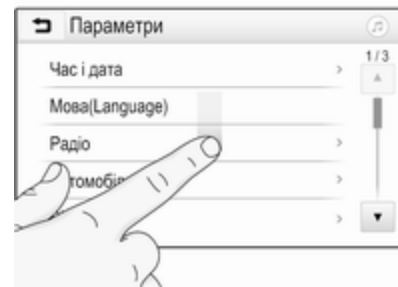 Параметри
1/3
Час і дата
Мова(Language)
Радіо